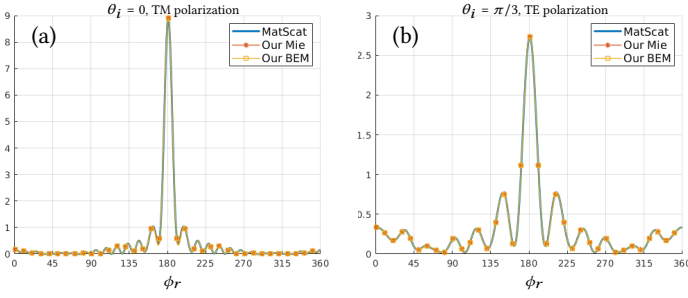 θi = 0, TM polarization
(a)
MatScat
Our Mie
Our BEM
9
8
7
6
5
4
3
2
1
0
0 45 90 135 180 225 270 315 360
ϕr
θi = π/3, TE polarization
(b)
MatScat
Our Mie
Our BEM
3
2.5
2
1.5
1
0.5
0
0 45 90 135 180 225 270 315 360
ϕr